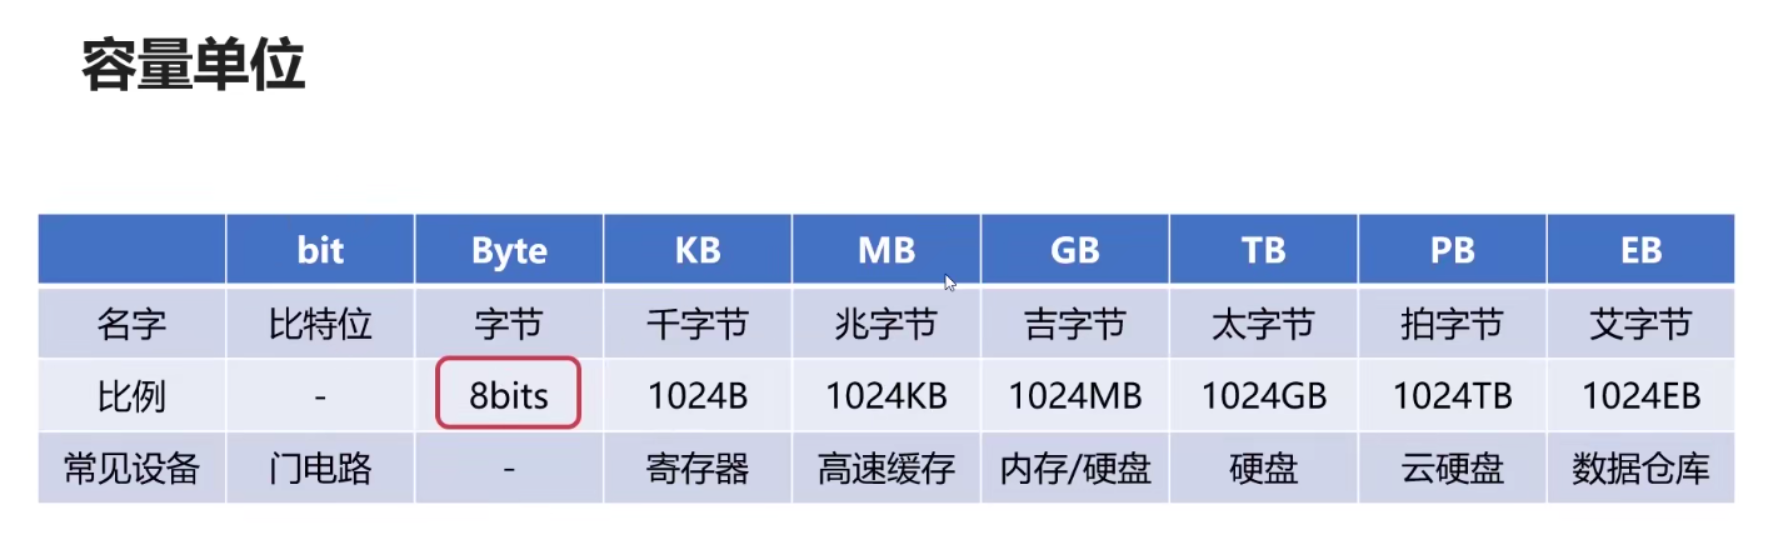 容量单位
bit Byte KB MB GB TB PB EB
名字 比特位 字节 千字节 兆字节 吉字节 太字节 拍字节 艾字节
比例 - 8bits 1024B 1024KB 1024MB 1024GB 1024TB 1024EB
常见设备 门电路 - 寄存器 高速缓存 内存/硬盘 硬盘 云硬盘 数据仓库